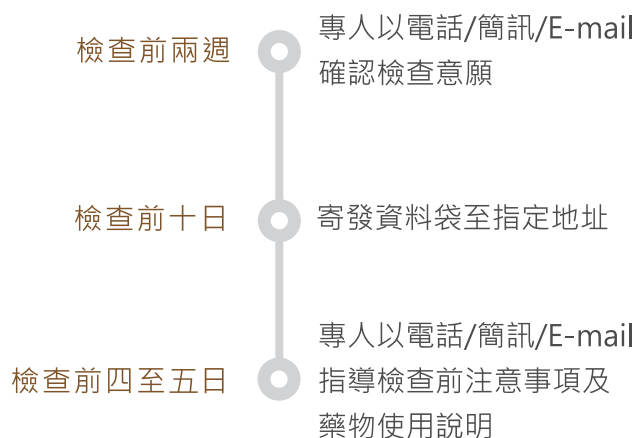 檢查前兩週
專人以電話/簡訊/E-mail
確認檢查意願
檢查前十日
寄發資料袋至指定地址
檢查前四至五日
專人以電話/簡訊/E-mail
指導檢查前注意事項及
藥物使用說明